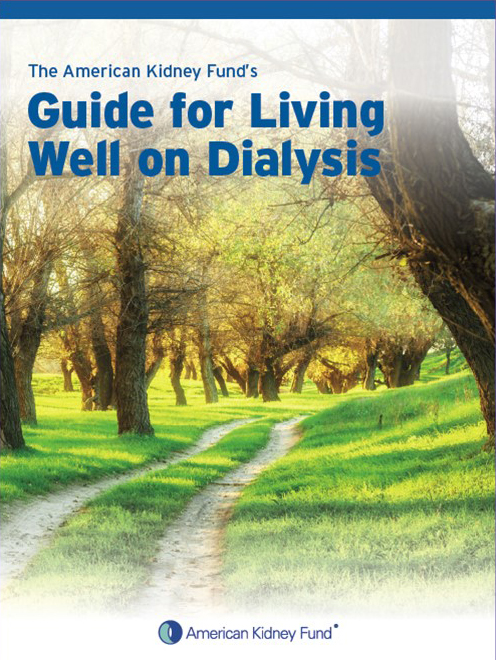 The American Kidney Fund's
Guide for Living
Well on Dialysis
American Kidney Fund